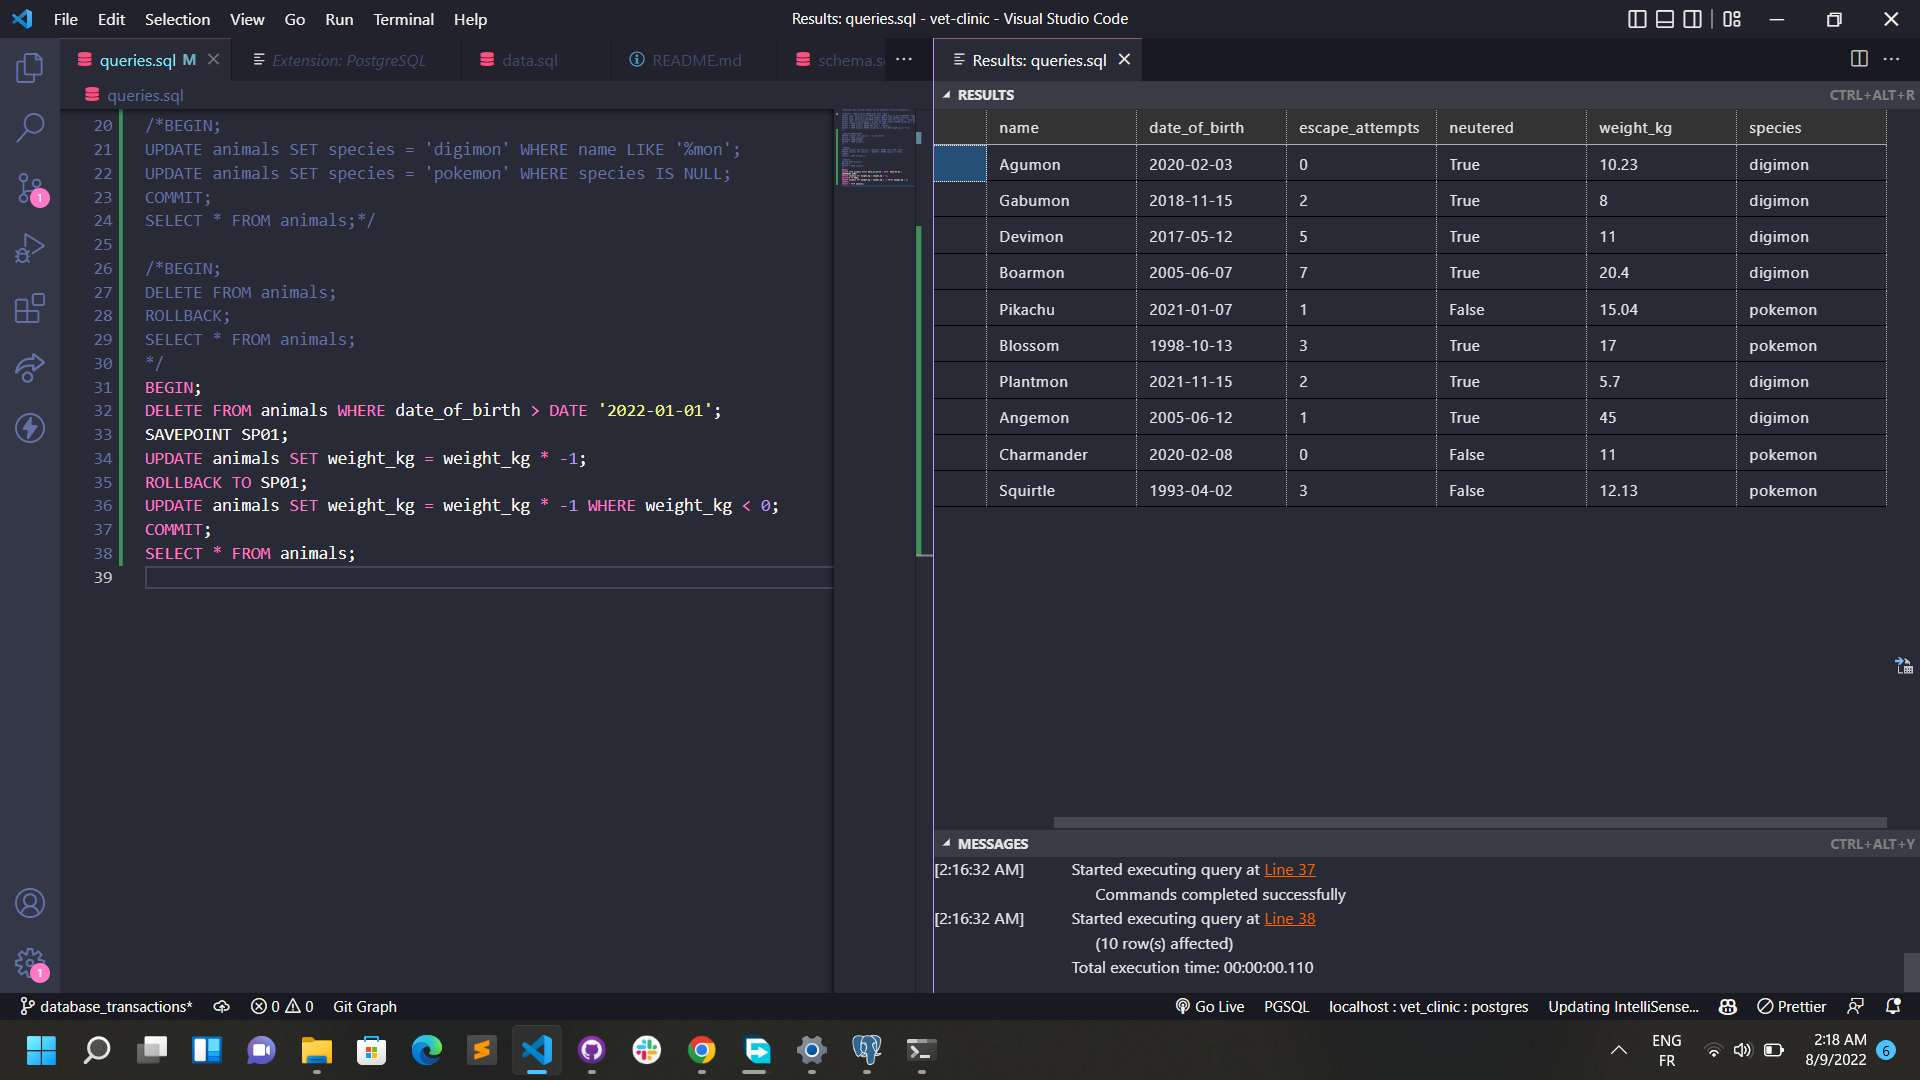 File Edit Selection View Go Run Terminal Help
Results: queries.sql - vet-clinic - Visual Studio Code
queries.sql M
Extension: PostgreSQL
data.sql
README.md
schema.s
Results: queries.sql
queries.sql
20 /*BEGIN;
21 UPDATE animals SET species = 'digimon' WHERE name LIKE '%mon';
22 UPDATE animals SET species = 'pokemon' WHERE species IS NULL;
23 COMMIT;
24 SELECT * FROM animals;*/
25
26 /*BEGIN;
27 DELETE FROM animals;
28 ROLLBACK;
29 SELECT * FROM animals;
30 */
31 BEGIN;
32 DELETE FROM animals WHERE date_of_birth > DATE '2022-01-01';
33 SAVEPOINT SP01;
34 UPDATE animals SET weight_kg = weight_kg * -1;
35 ROLLBACK TO SP01;
36 UPDATE animals SET weight_kg = weight_kg * -1 WHERE weight_kg < 0;
37 COMMIT;
38 SELECT * FROM animals;
39
1
1
RESULTS CTRL+ALT+R
name date_of_birth escape_attempts neutered weight_kg species
Agumon 2020-02-03 0 True 10.23 digimon
Gabumon 2018-11-15 2 True 8 digimon
Devimon 2017-05-12 5 True 11 digimon
Boarmon 2005-06-07 7 True 20.4 digimon
Pikachu 2021-01-07 1 False 15.04 pokemon
Blossom 1998-10-13 3 True 17 pokemon
Plantmon 2021-11-15 2 True 5.7 digimon
Angemon 2005-06-12 1 True 45 digimon
Charmander 2020-02-08 0 False 11 pokemon
Squirtle 1993-04-02 3 False 12.13 pokemon
MESSAGES CTRL+ALT+Y
[2:16:32 AM] Started executing query at Line 37
Commands completed successfully
[2:16:32 AM] Started executing query at Line 38
(10 row(s) affected)
Total execution time: 00:00:00.110
database_transactions* 0 0 Git Graph
Go Live PGSQL localhost : vet_clinic : postgres Updating IntelliSense... Prettier
ENG
FR
2:18 AM
8/9/2022
6